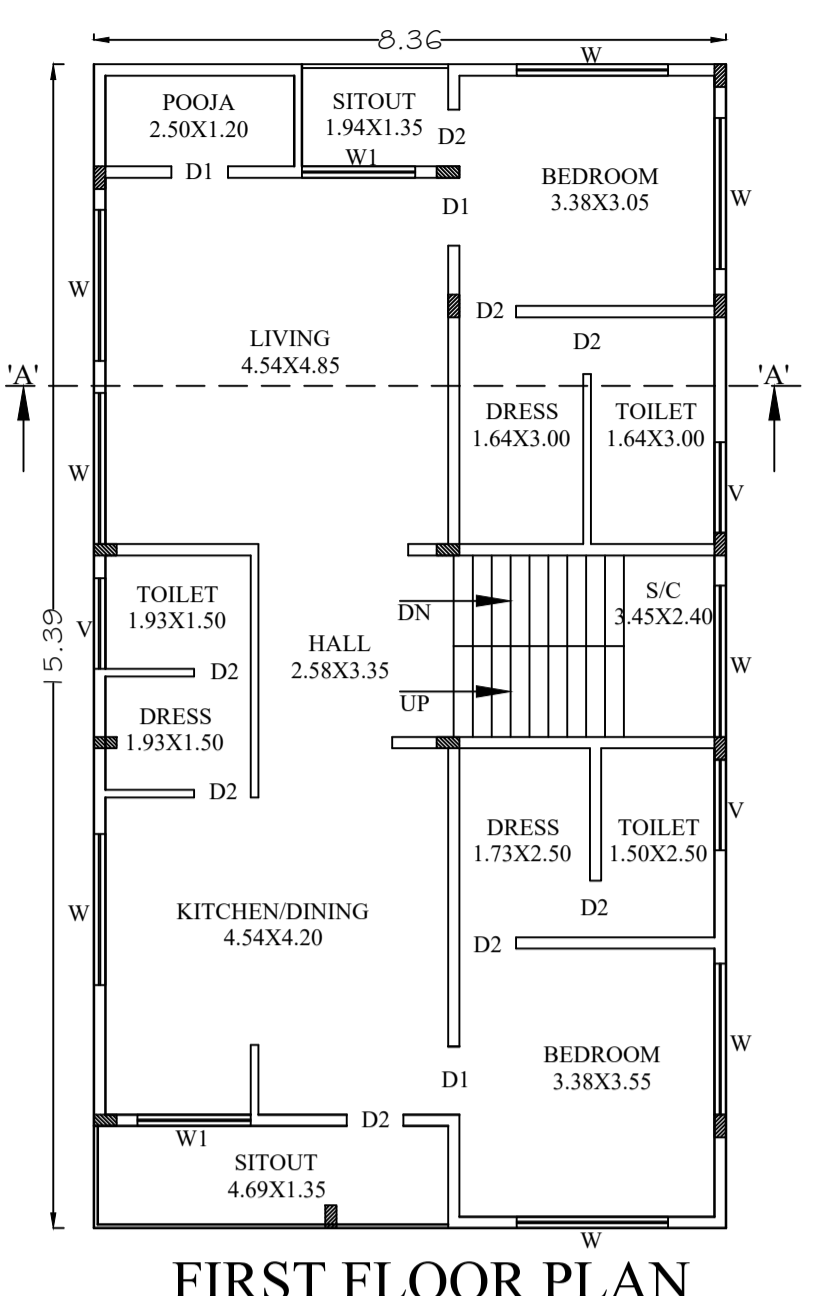 8.36
W
POOJA
2.50X1.20
SITOUT
1.94X1.35
D2
W1
D1
BEDROOM
3.38X3.05
W
D1
W
D2
LIVING
4.54X4.85
D2
'A'
'A'
DRESS
1.64X3.00
TOILET
1.64X3.00
W
V
TOILET
1.93X1.50
S/C
3.45X2.40
DN
V
15.39
HALL
2.58X3.35
D2
W
UP
DRESS
1.93X1.50
D2
V
DRESS
1.73X2.50
TOILET
1.50X2.50
W
KITCHEN/DINING
4.54X4.20
D2
D2
W
BEDROOM
3.38X3.55
D1
D2
W1
SITOUT
4.69X1.35
W
FIRST FLOOR PLAN